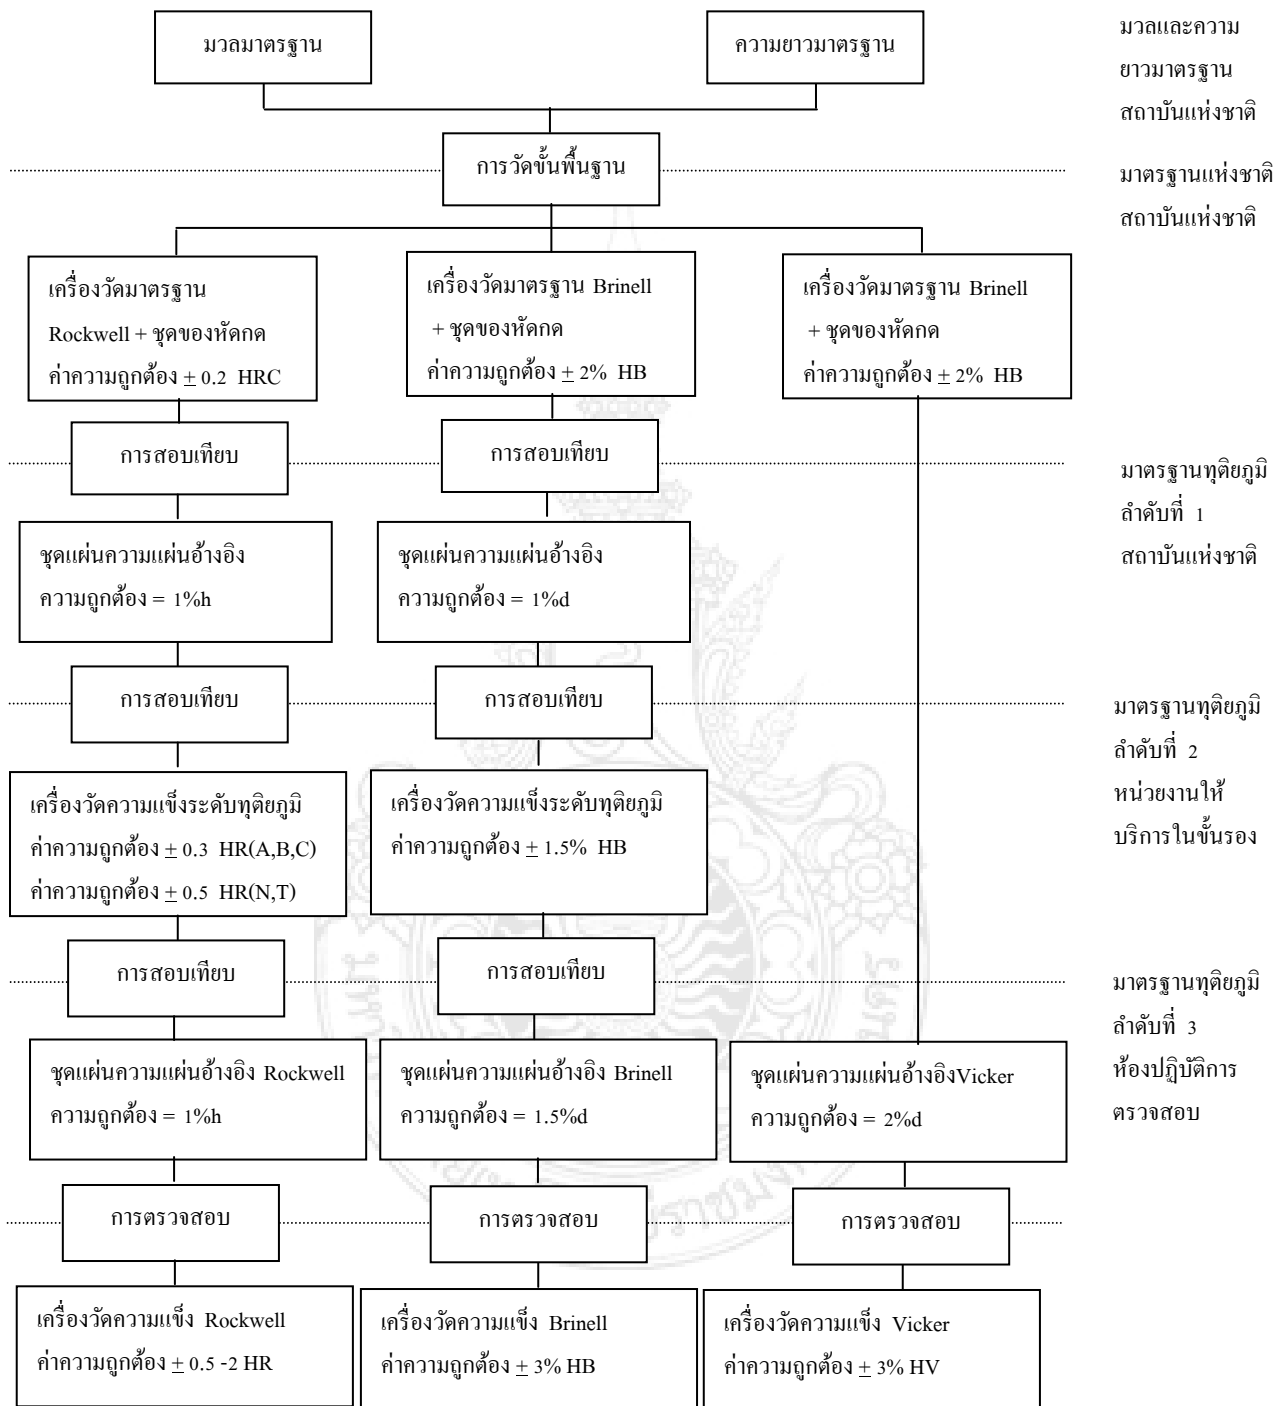 มวลมาตรฐาน
ความยาวมาตรฐาน
มวลและความ
ยาวมาตรฐาน
สถาบันแห่งชาติ
การวัดขั้นพื้นฐาน
มาตรฐานแห่งชาติ
สถาบันแห่งชาติ
เครื่องวัดมาตรฐาน
Rockwell + ชุดของหัดกด
ค่าความถูกต้อง ± 0.2 HRC
เครื่องวัดมาตรฐาน Brinell
+ ชุดของหัดกด
ค่าความถูกต้อง ± 2% HB
เครื่องวัดมาตรฐาน Brinell
+ ชุดของหัดกด
ค่าความถูกต้อง ± 2% HB
การสอบเทียบ
การสอบเทียบ
มาตรฐานทุติยภูมิ
ลำดับที่ 1
สถาบันแห่งชาติ
ชุดแผ่นความแผ่นอ้างอิง
ความถูกต้อง = 1%h
ชุดแผ่นความแผ่นอ้างอิง
ความถูกต้อง = 1%d
การสอบเทียบ
การสอบเทียบ
มาตรฐานทุติยภูมิ
ลำดับที่ 2
หน่วยงานให้
บริการในขั้นรอง
เครื่องวัดความแข็งระดับทุติยภูมิ
ค่าความถูกต้อง ± 0.3 HR(A,B,C)
ค่าความถูกต้อง ± 0.5 HR(N,T)
เครื่องวัดความแข็งระดับทุติยภูมิ
ค่าความถูกต้อง ± 1.5% HB
การสอบเทียบ
การสอบเทียบ
มาตรฐานทุติยภูมิ
ลำดับที่ 3
ห้องปฏิบัติการ
ตรวจสอบ
ชุดแผ่นความแผ่นอ้างอิง Rockwell
ความถูกต้อง = 1%h
ชุดแผ่นความแผ่นอ้างอิง Brinell
ความถูกต้อง = 1.5%d
ชุดแผ่นความแผ่นอ้างอิงVicker
ความถูกต้อง = 2%d
การตรวจสอบ
การตรวจสอบ
การตรวจสอบ
เครื่องวัดความแข็ง Rockwell
ค่าความถูกต้อง ± 0.5 -2 HR
เครื่องวัดความแข็ง Brinell
ค่าความถูกต้อง ± 3% HB
เครื่องวัดความแข็ง Vicker
ค่าความถูกต้อง ± 3% HV